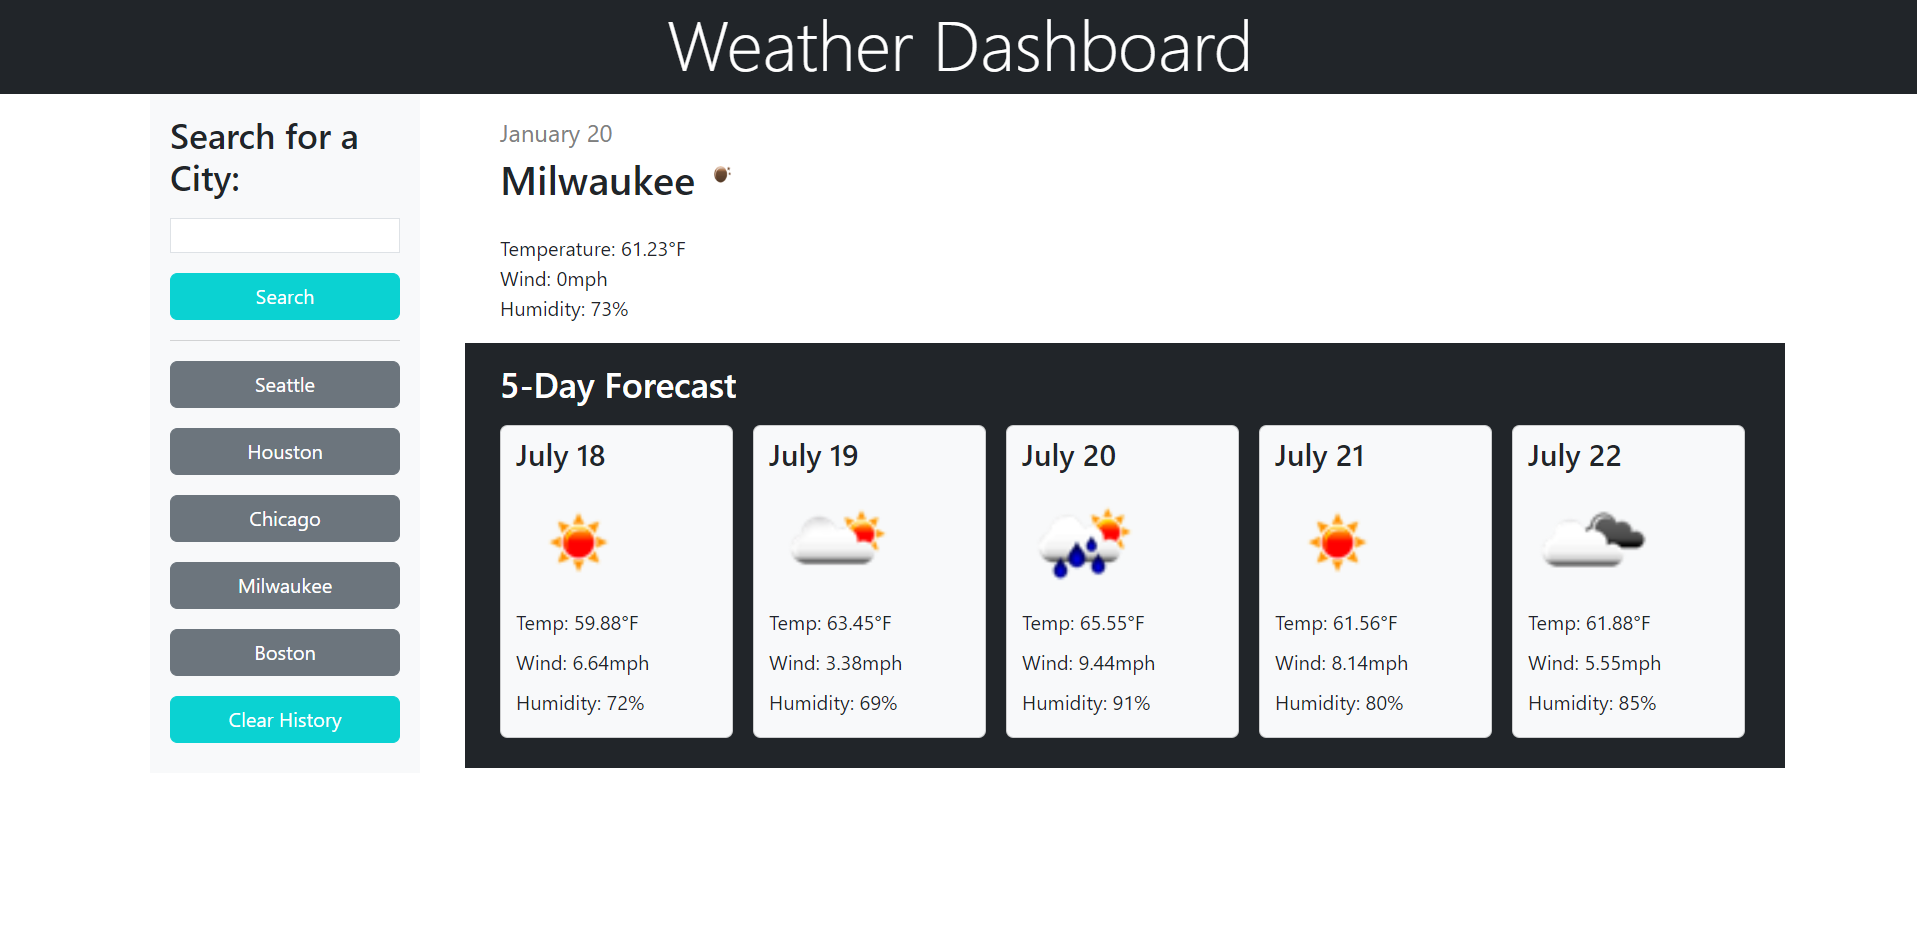 Weather Dashboard
Search for a
City:
Search
Seattle
Houston
Chicago
Milwaukee
Boston
Clear History
January 20
Milwaukee
Temperature: 61.23°F
Wind: 0mph
Humidity: 73%
5-Day Forecast
July 18
Temp: 59.88°F
Wind: 6.64mph
Humidity: 72%
July 19
Temp: 63.45°F
Wind: 3.38mph
Humidity: 69%
July 20
Temp: 65.55°F
Wind: 9.44mph
Humidity: 91%
July 21
Temp: 61.56°F
Wind: 8.14mph
Humidity: 80%
July 22
Temp: 61.88°F
Wind: 5.55mph
Humidity: 85%